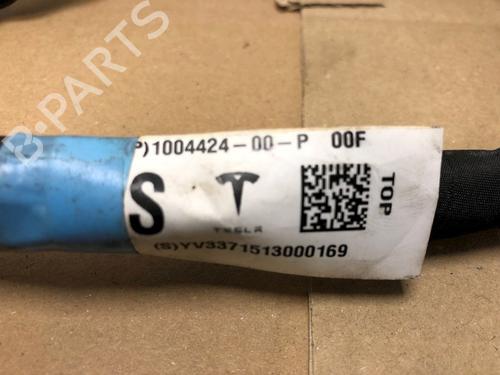 B-PARTS
P)1004424-00-P 00F
S
TESLA
TOP
(S)YV3371513000169